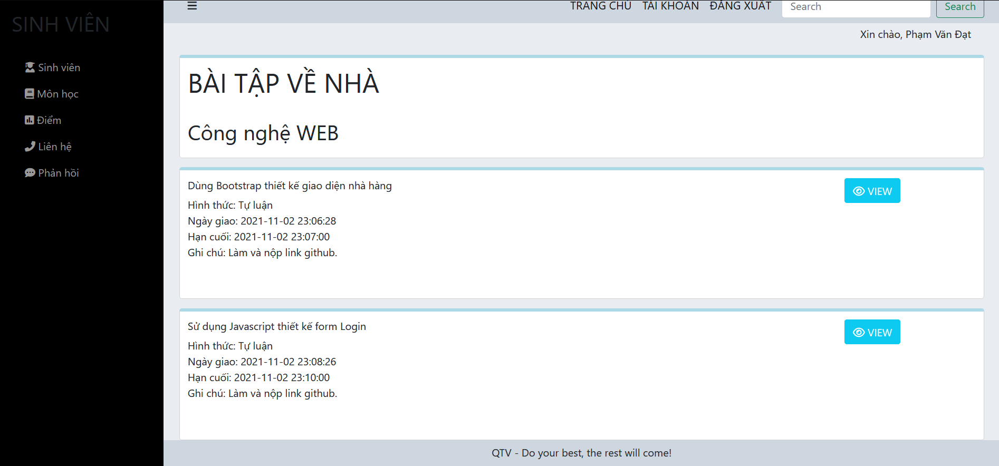 SINH VIÊN
Sinh viên
Môn học
Điểm
Liên hệ
Phản hồi
TRANG CHỦ TÀI KHOẢN ĐĂNG XUẤT Search Search
Xin chào, Phạm Văn Đạt
BÀI TẬP VỀ NHÀ
Công nghệ WEB
Dùng Bootstrap thiết kế giao diện nhà hàng
VIEW
Hình thức: Tự luận
Ngày giao: 2021-11-02 23:06:28
Hạn cuối: 2021-11-02 23:07:00
Ghi chú: Làm và nộp link github.
Sử dụng Javascript thiết kế form Login
VIEW
Hình thức: Tự luận
Ngày giao: 2021-11-02 23:08:26
Hạn cuối: 2021-11-02 23:10:00
Ghi chú: Làm và nộp link github.
QTV - Do your best, the rest will come!